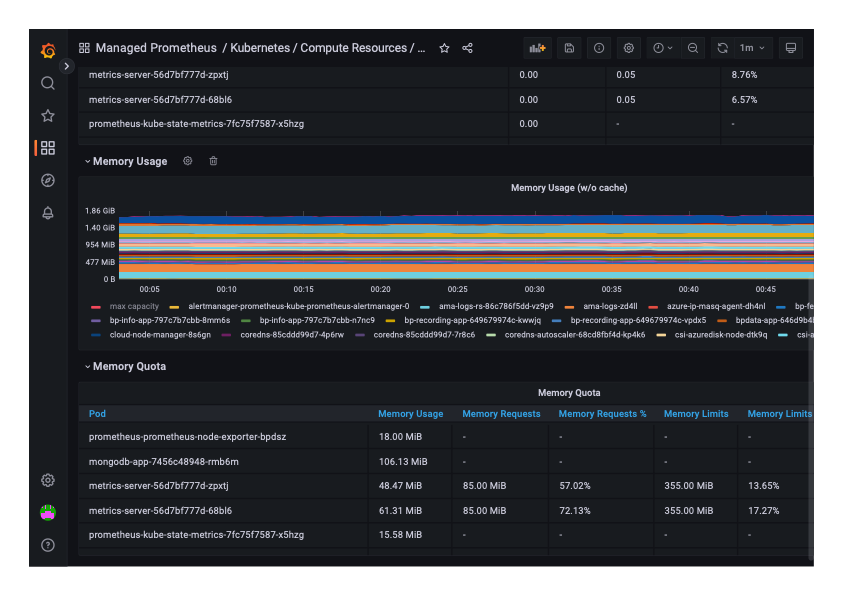 Managed Prometheus / Kubernetes / Compute Resources / ...
1m
metrics-server-56d7bf777d-zpxtj 0.00 0.05 8.76%
metrics-server-56d7bf777d-68bl6 0.00 0.05 6.57%
prometheus-kube-state-metrics-7fc75f7587-x5hzg 0.00 - -
Memory Usage
Memory Usage (w/o cache)
1.86 GiB
1.40 GiB
954 MiB
477 MiB
0 B
00:05 00:10 00:15 00:20 00:25 00:30 00:35 00:40 00:45
max capacity alertmanager-prometheus-kube-prometheus-alertmanager-0 ama-logs-rs-86c786f5dd-vz9p9 ama-logs-zd4ll azure-ip-masq-agent-dh4nl bp-fe
bp-info-app-797c7b7cbb-8mm6s bp-info-app-797c7b7cbb-n7nc9 bp-recording-app-649679974c-kwwjq bp-recording-app-649679974c-vpdx5 bpdata-app-646d9b4
cloud-node-manager-8s6gn coredns-85cddd99d7-4p6rw coredns-85cddd99d7-7r8c6 coredns-autoscaler-68cd8fbf4d-kp4k6 csi-azuredisk-node-dtk9q csi-a
Memory Quota
Memory Quota
Pod Memory Usage Memory Requests Memory Requests % Memory Limits Memory Limits
prometheus-prometheus-node-exporter-bpdsz 18.00 MiB - - - -
mongodb-app-7456c48948-rmb6m 106.13 MiB - - - -
metrics-server-56d7bf777d-zpxtj 48.47 MiB 85.00 MiB 57.02% 355.00 MiB 13.65%
metrics-server-56d7bf777d-68bl6 61.31 MiB 85.00 MiB 72.13% 355.00 MiB 17.27%
prometheus-kube-state-metrics-7fc75f7587-x5hzg 15.58 MiB - - - -